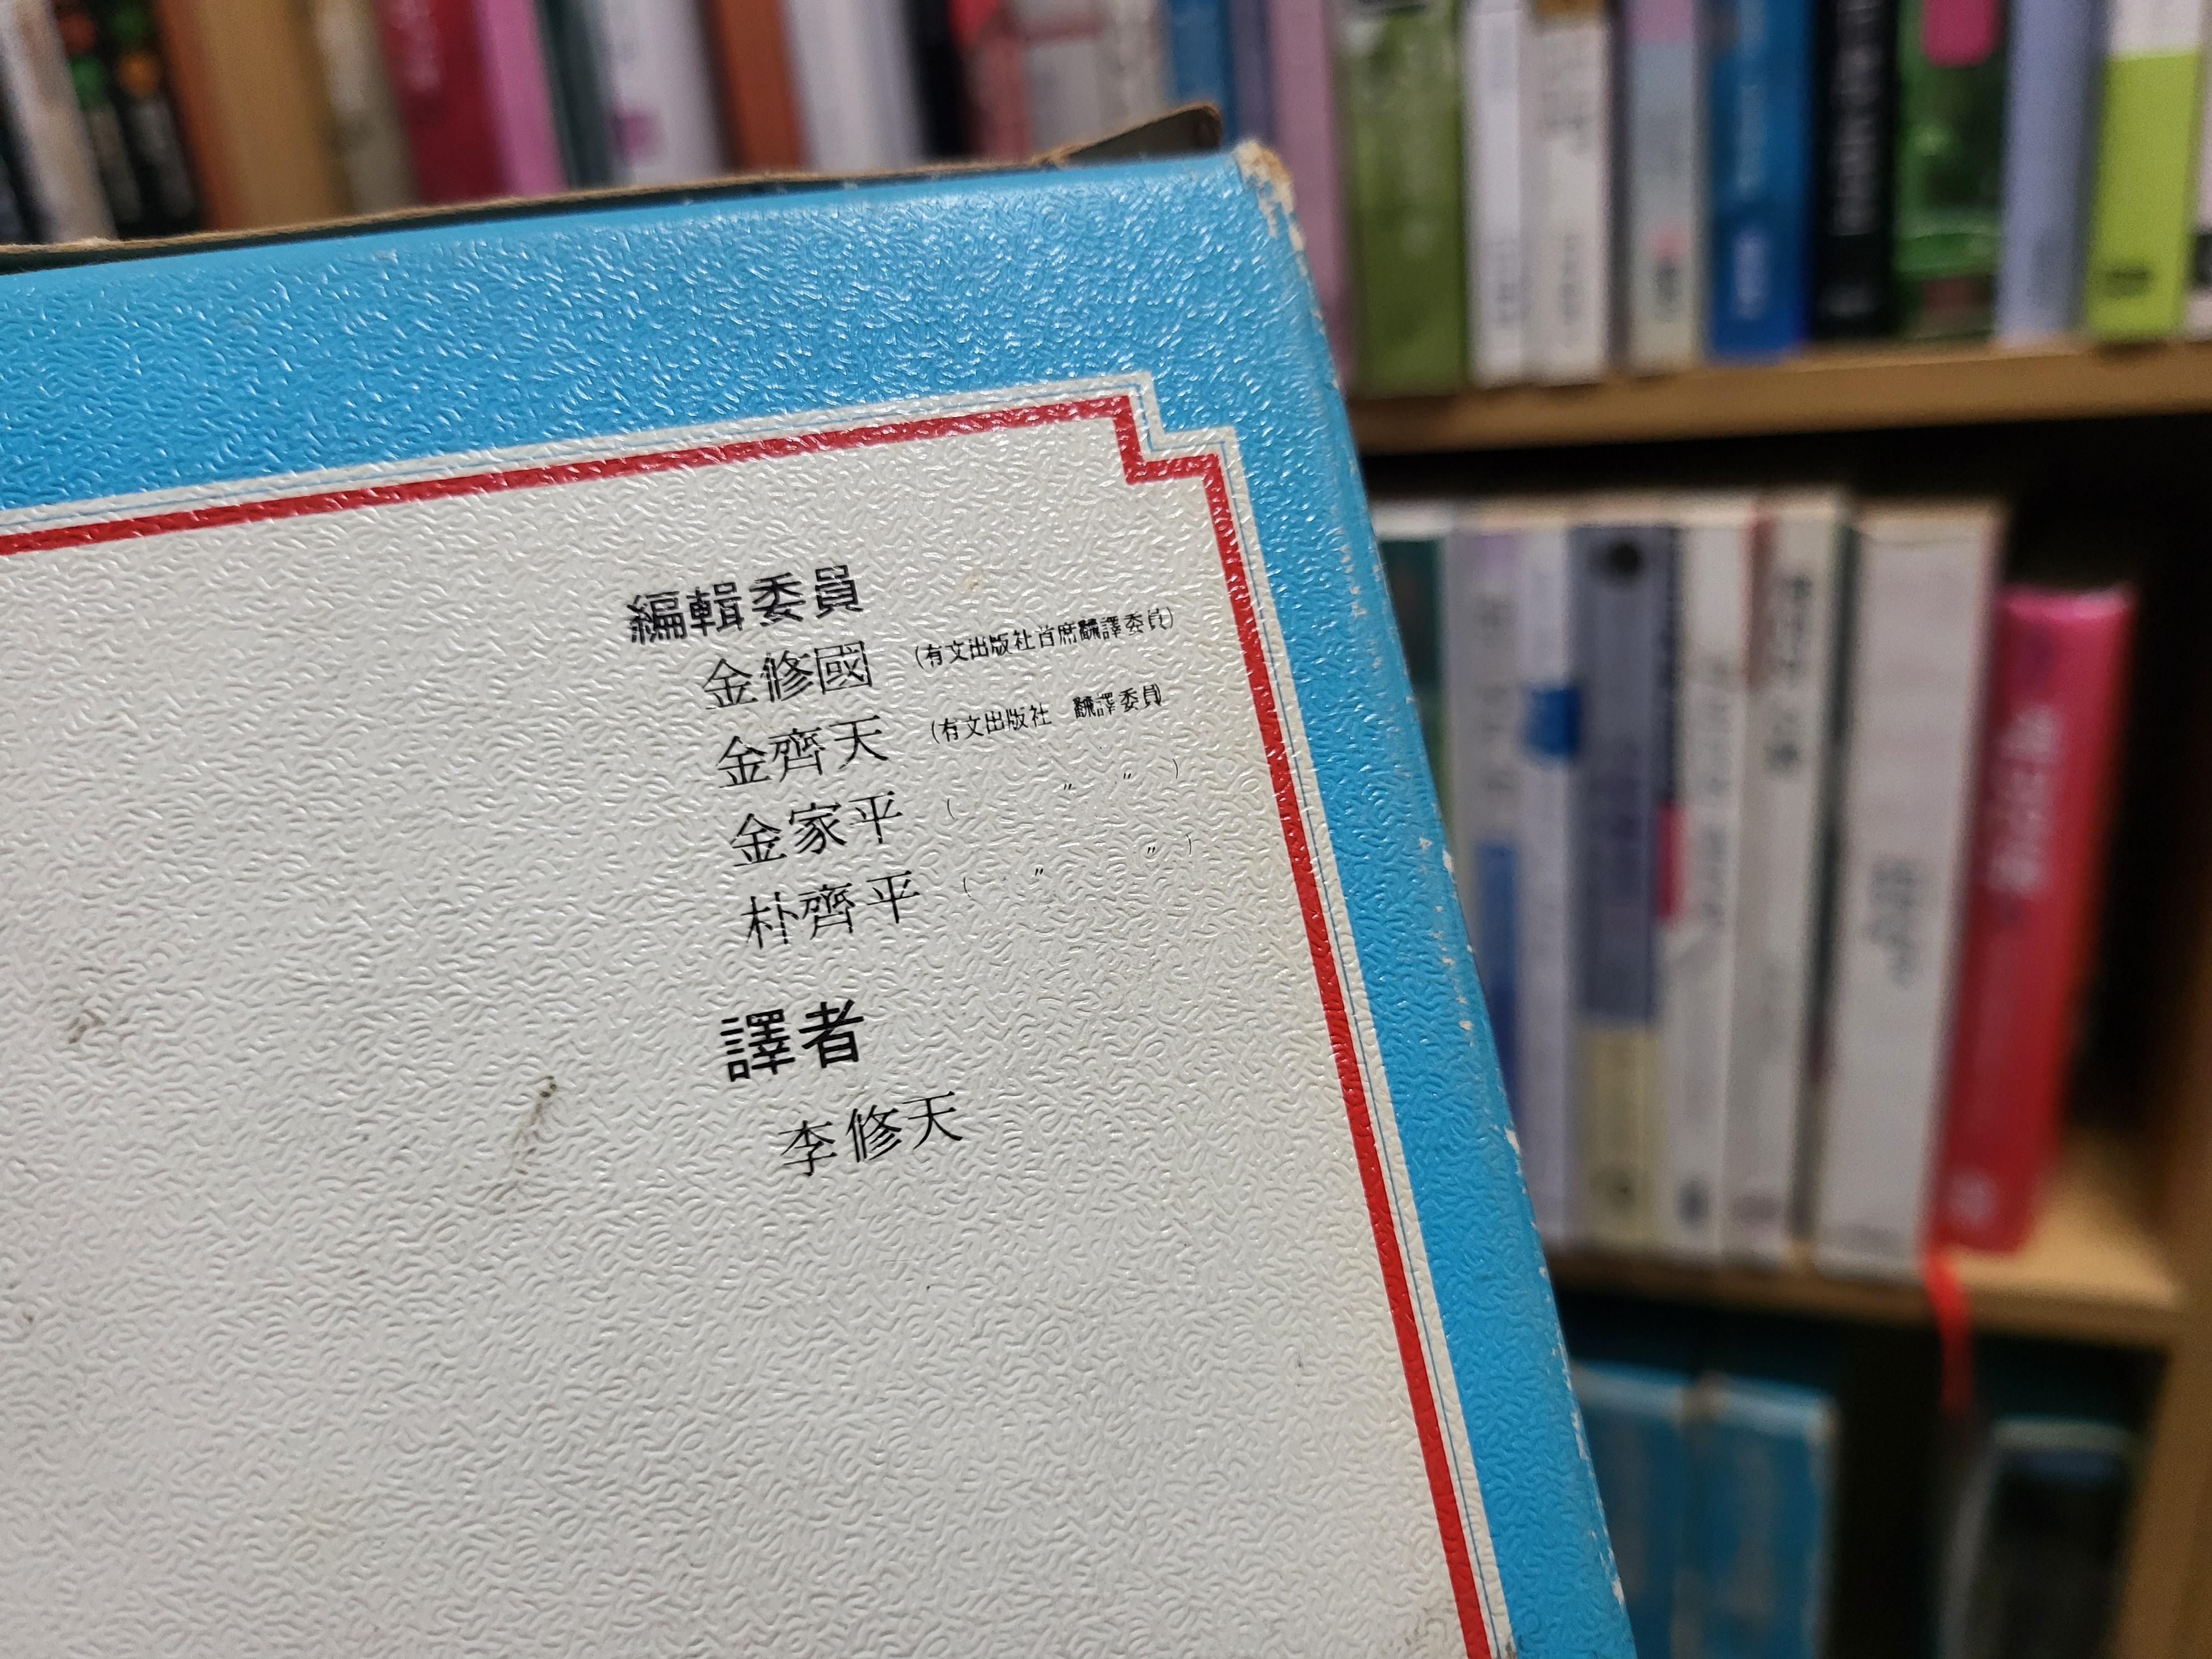 編輯委員
金修國 (有文出版社首席飜譯委員)
金齊天 (有文出版社 飜譯委員)
金家平 ( 〃 〃 )
朴齊平 ( 〃 〃 )
譯者
李修天